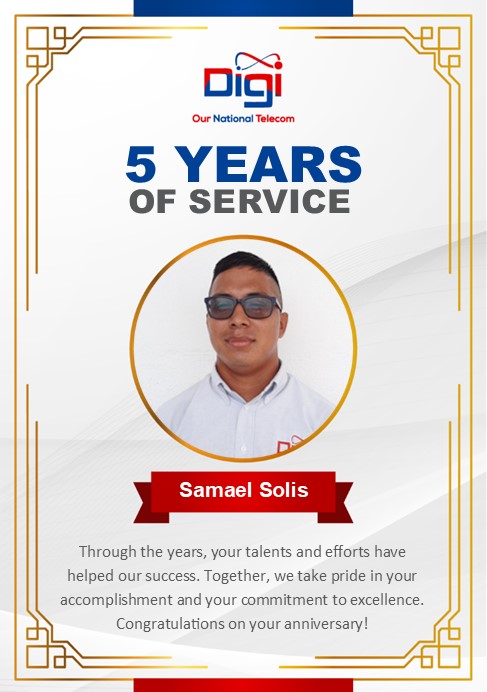 Digi
Our National Telecom
5 YEARS
OF SERVICE
Samael Solis
Through the years, your talents and efforts have
helped our success. Together, we take pride in your
accomplishment and your commitment to excellence.
Congratulations on your anniversary!